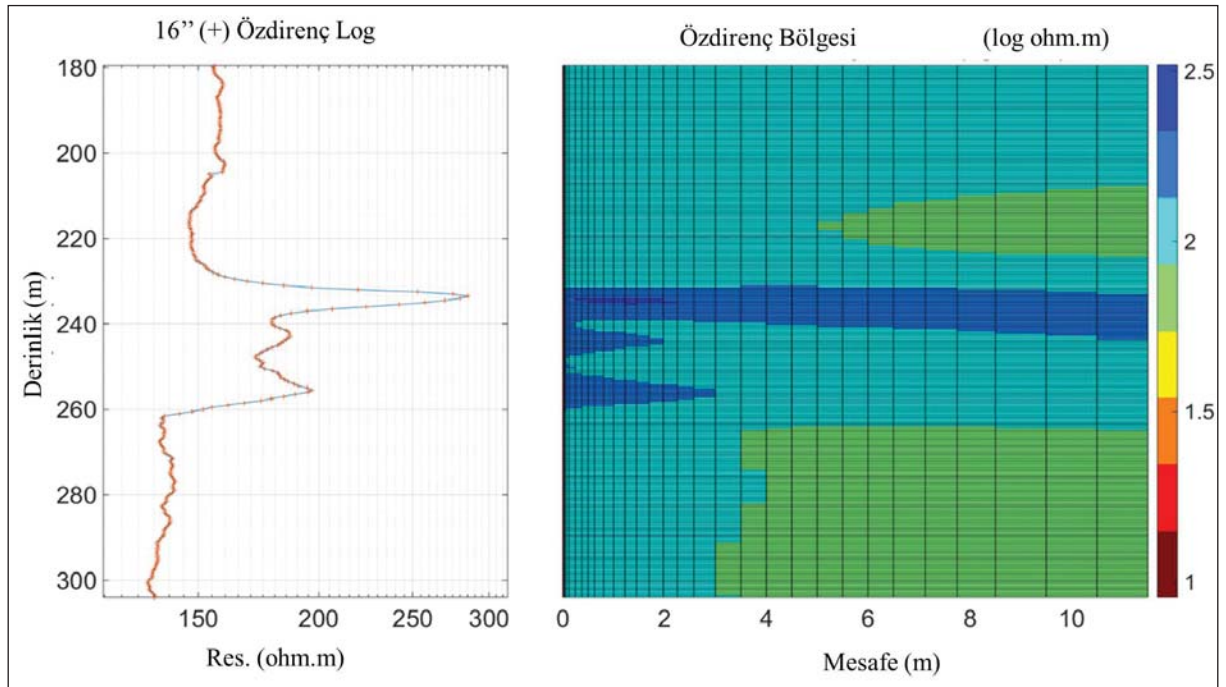 16’’ (+) Özdirenç Log
Özdirenç Bölgesi (log ohm.m)
Derinlik (m)
180
200
220
240
260
280
300
150 200 250 300
Res. (ohm.m)
0 2 4 6 8 10
Mesafe (m)
2.5
2
1.5
1